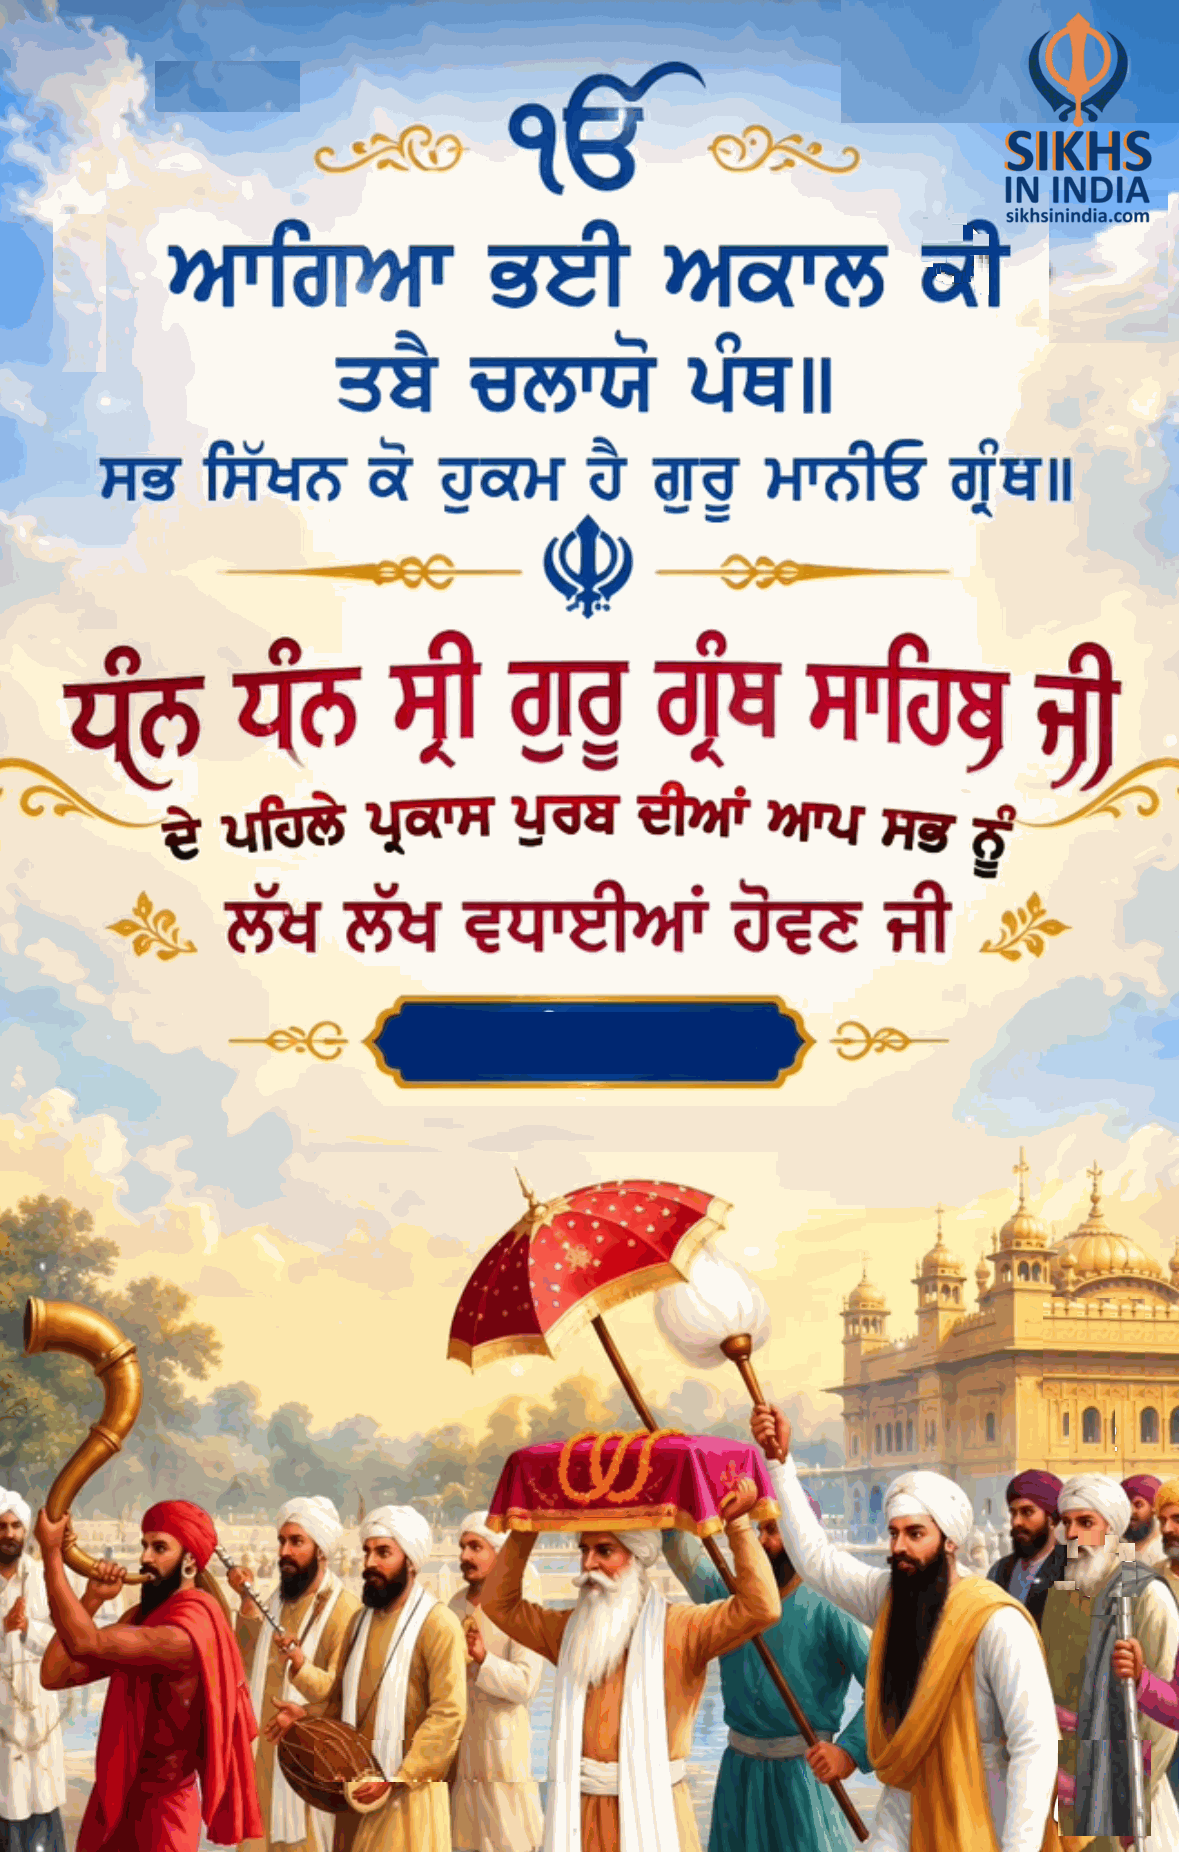 SIKHS
IN INDIA
sikhsinindia.com
ੴ
ਆਗਿਆ ਭਈ ਅਕਾਲ ਕੀ
ਤਬੈ ਚਲਾਯੋ ਪੰਥ॥
ਸਭ ਸਿੱਖਨ ਕੋ ਹੁਕਮ ਹੈ ਗੁਰੂ ਮਾਨੀਓ ਗ੍ਰੰਥ॥
ਧੰਨ ਧੰਨ ਸ੍ਰੀ ਗੁਰੂ ਗ੍ਰੰਥ ਸਾਹਿਬ ਜੀ
ਦੇ ਪਹਿਲੇ ਪ੍ਰਕਾਸ ਪੁਰਬ ਦੀਆਂ ਆਪ ਸਭ ਨੂੰ
ਲੱਖ ਲੱਖ ਵਧਾਈਆਂ ਹੋਵਣ ਜੀ